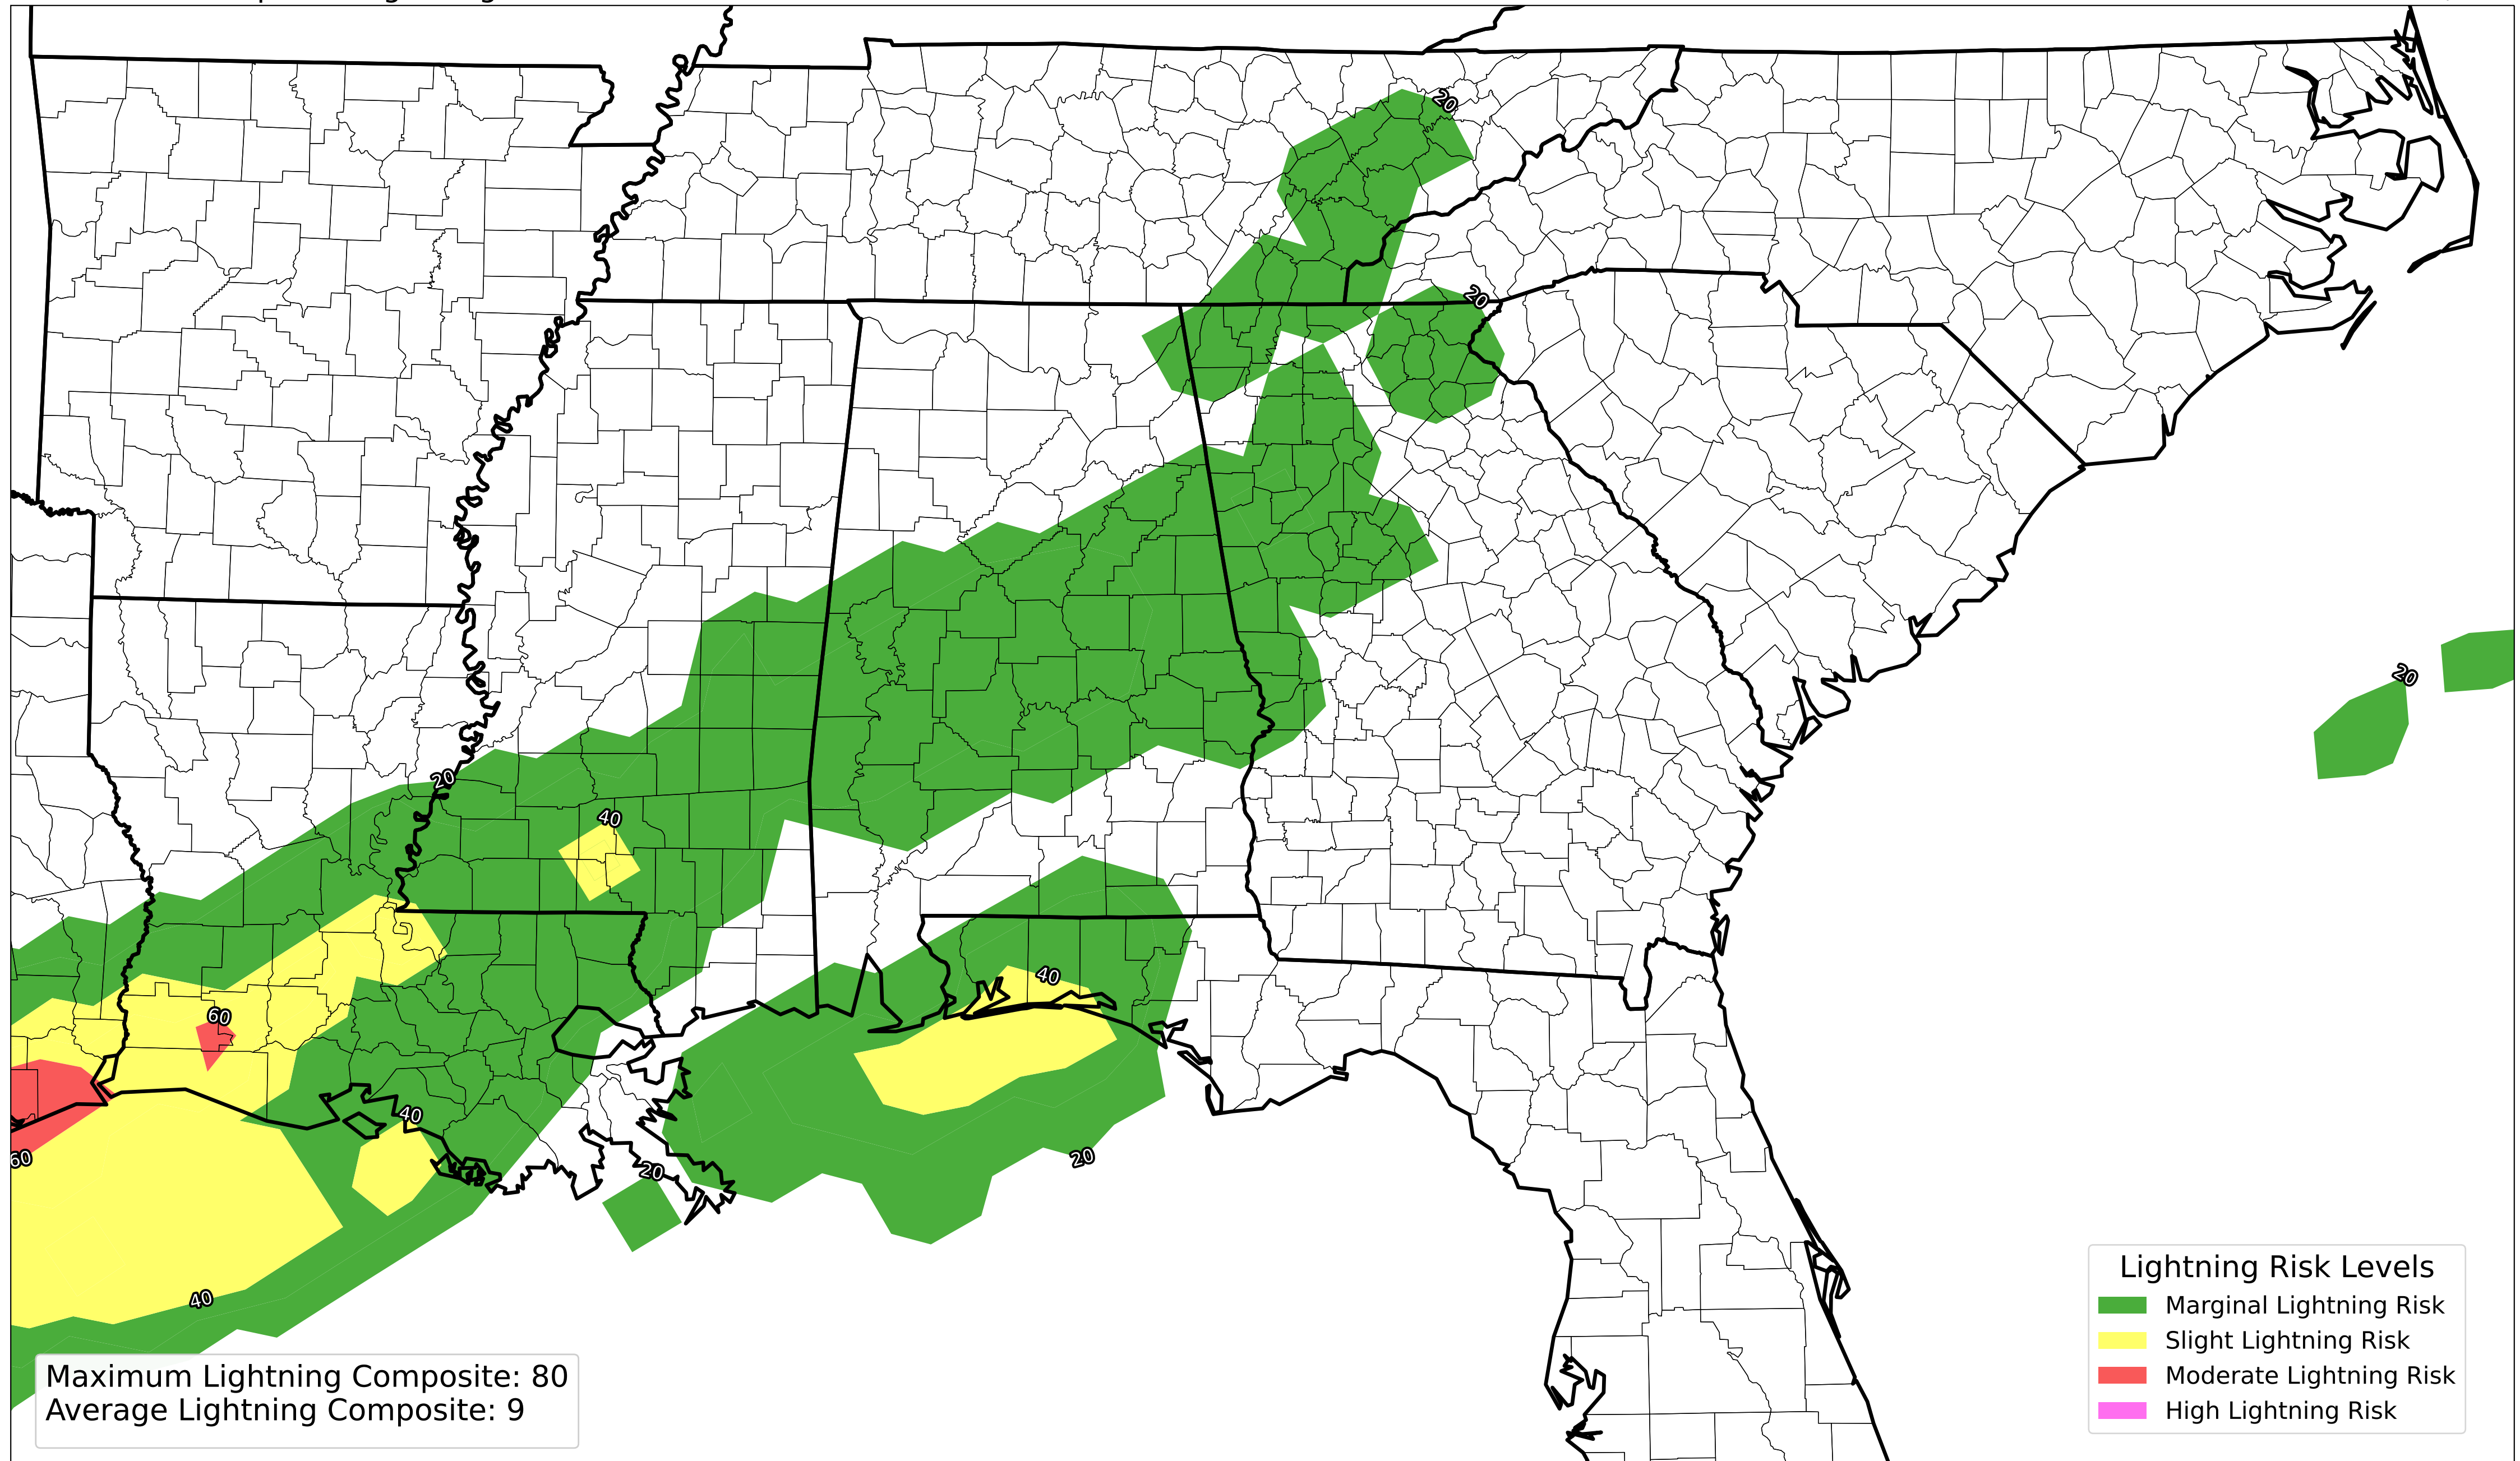 20
20
20
20
40
40
60
40
20
60
20
40
Lightning Risk Levels
Marginal Lightning Risk
Slight Lightning Risk
Moderate Lightning Risk
High Lightning Risk
Maximum Lightning Composite: 80
Average Lightning Composite: 9